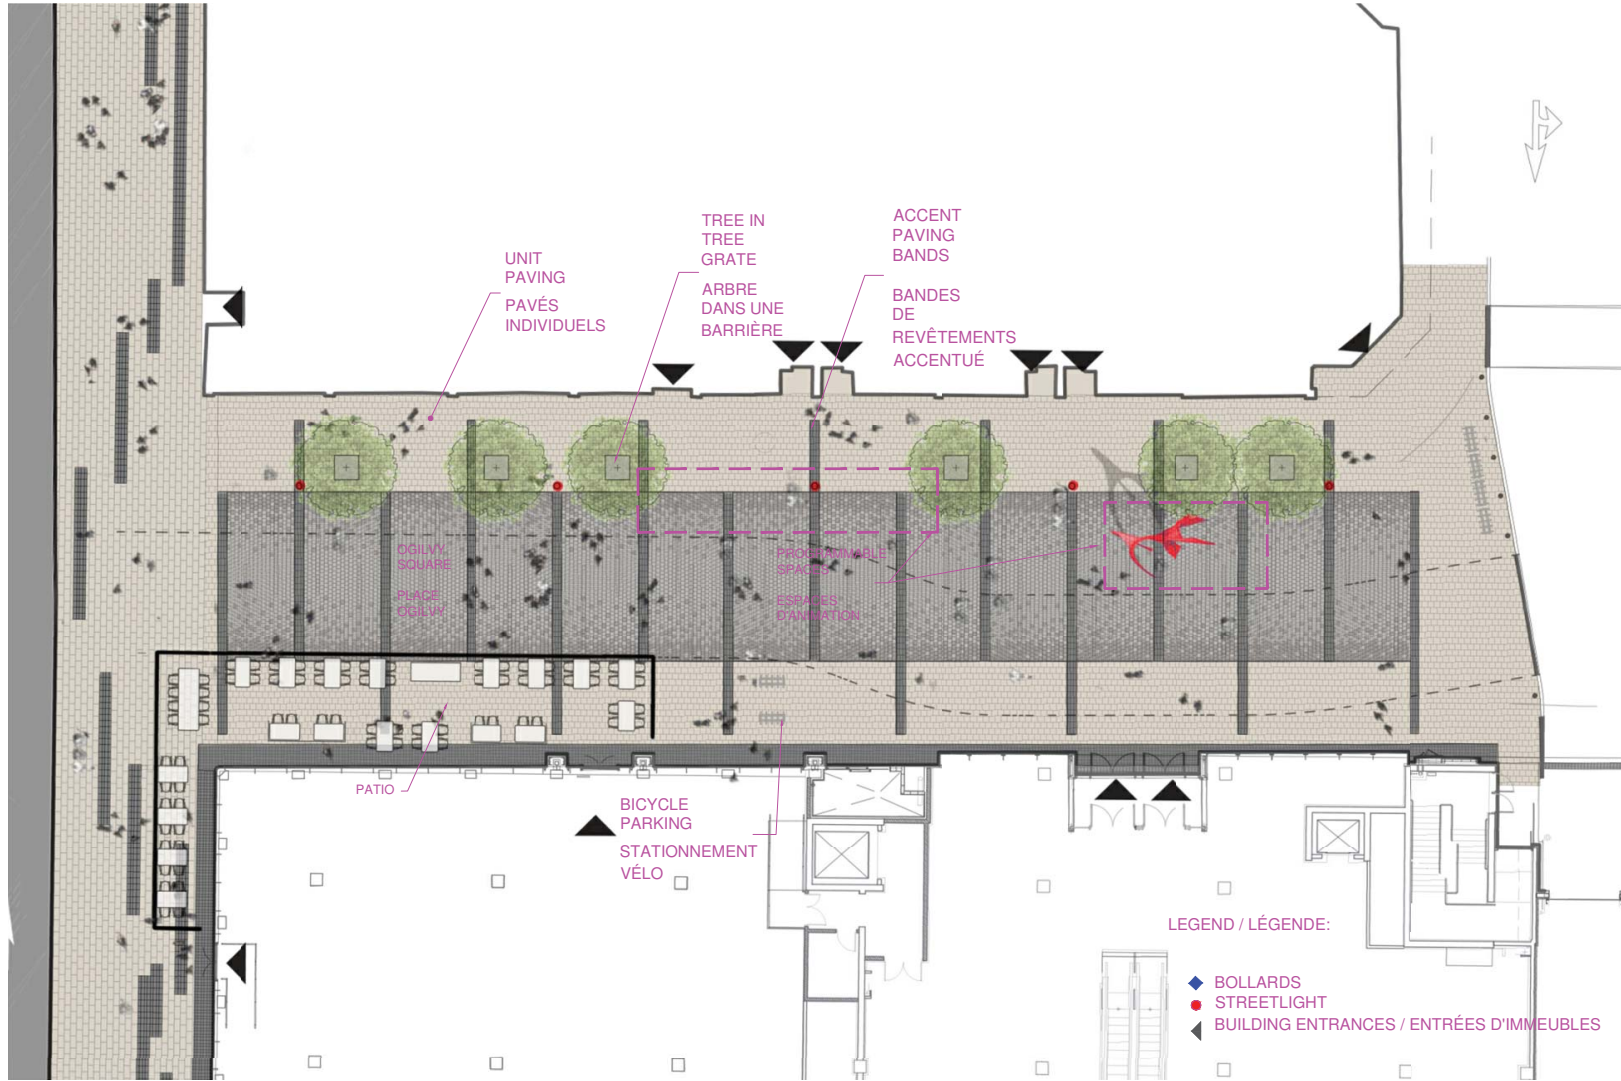 UNIT
PAVING
PAVÉS
INDIVIDUELS
TREE IN
TREE
GRATE
ARBRE
DANS UNE
BARRIÈRE
ACCENT
PAVING
BANDS
BANDES
DE
REVÊTEMENTS
ACCENTUÉ
OGILVY
SQUARE
PLACE
OGILVY
PROGRAMMABLE
SPACES
ESPACES
D'ANIMATION
PATIO
BICYCLE
PARKING
STATIONNEMENT
VÉLO
LEGEND / LÉGENDE:
BOLLARDS
STREETLIGHT
BUILDING ENTRANCES / ENTRÉES D'IMMEUBLES